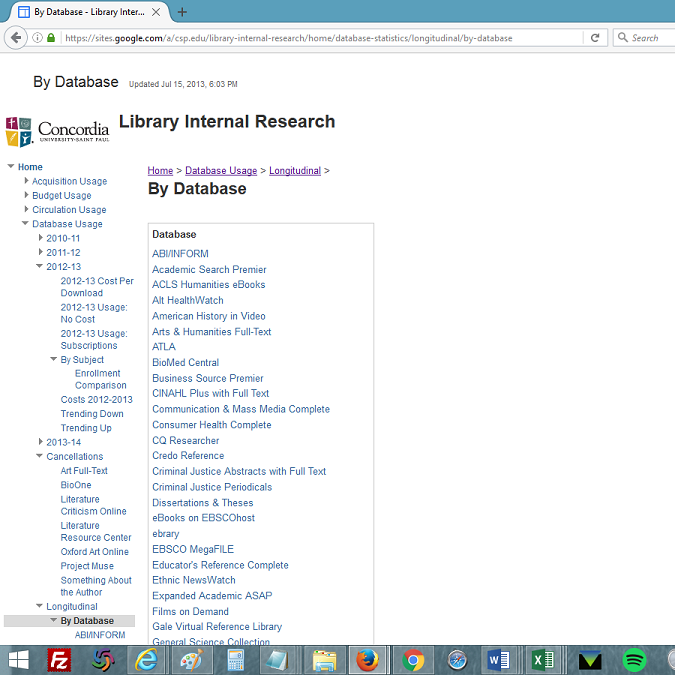 By Database - Library Inter...
https://sites.google.com/a/csp.edu/library-internal-research/home/database-statistics/longitudinal/by-database
Search
By Database Updated Jul 15, 2013, 6:03 PM
Concordia
UNIVERSITY·SAINT PAUL
Library Internal Research
Home
Acquisition Usage
Budget Usage
Circulation Usage
Database Usage
2010-11
2011-12
2012-13
2012-13 Cost Per
Download
2012-13 Usage:
No Cost
2012-13 Usage:
Subscriptions
By Subject
Enrollment
Comparison
Costs 2012-2013
Trending Down
Trending Up
2013-14
Cancellations
Art Full-Text
BioOne
Literature
Criticism Online
Literature
Resource Center
Oxford Art Online
Project Muse
Something About
the Author
Longitudinal
By Database
ABI/INFORM
Home > Database Usage > Longitudinal >
By Database
Database
ABI/INFORM
Academic Search Premier
ACLS Humanities eBooks
Alt HealthWatch
American History in Video
Arts & Humanities Full-Text
ATLA
BioMed Central
Business Source Premier
CINAHL Plus with Full Text
Communication & Mass Media Complete
Consumer Health Complete
CQ Researcher
Credo Reference
Criminal Justice Abstracts with Full Text
Criminal Justice Periodicals
Dissertations & Theses
eBooks on EBSCOhost
ebrary
EBSCO MegaFILE
Educator's Reference Complete
Ethnic NewsWatch
Expanded Academic ASAP
Films on Demand
Gale Virtual Reference Library
General Science Collection